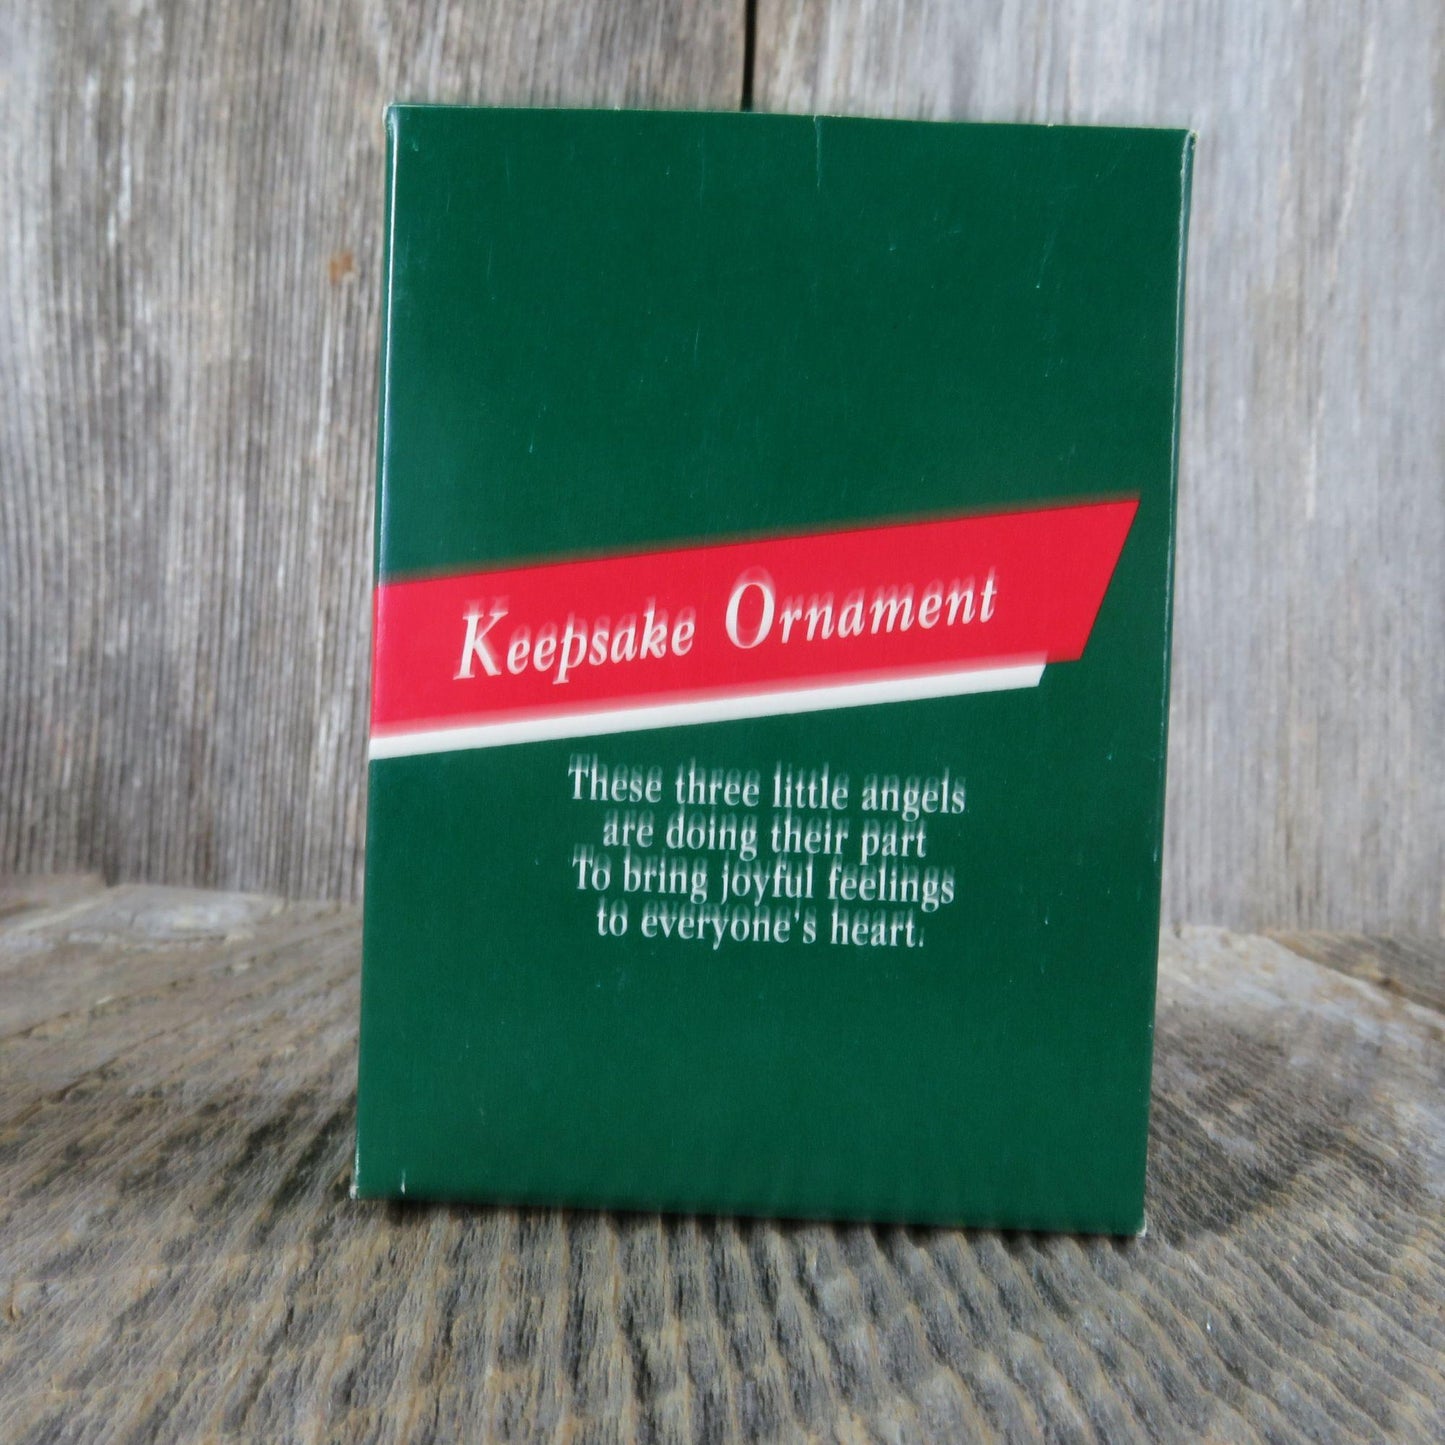 Keepsake Ornament
These three little angels
are doing their part
To bring joyful feelings
to everyone's heart.